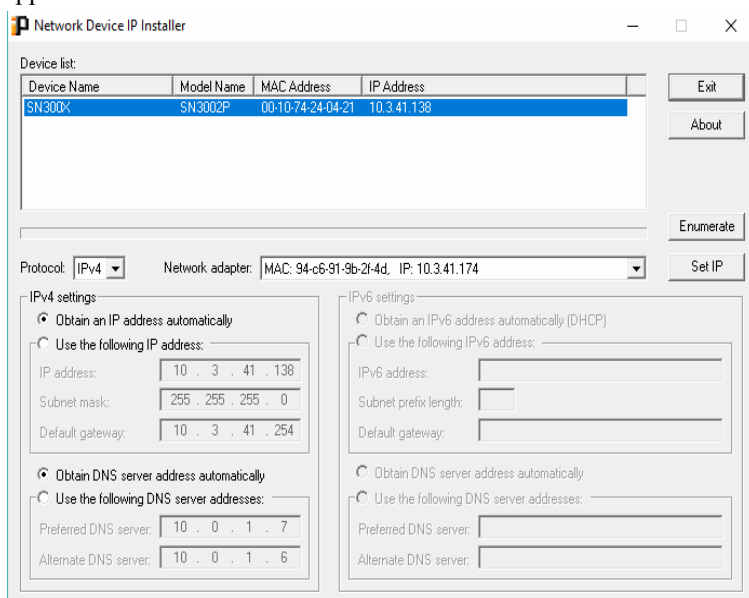 Network Device IP Installer
Device list:
Device Name Model Name MAC Address IP Address
SN300X SN3002P 00-10-74-24-04-21 10.3.41.138
Exit
About
Enumerate
Protocol: IPv4 Network adapter: MAC: 94-c6-91-9b-2f-4d, IP: 10.3.41.174
Set IP
IPv4 settings
Obtain an IP address automatically
Use the following IP address:
IP address: 10 . 3 . 41 . 138
Subnet mask: 255 . 255 . 255 . 0
Default gateway: 10 . 3 . 41 . 254
Obtain DNS server address automatically
Use the following DNS server addresses:
Preferred DNS server: 10 . 0 . 1 . 7
Alternate DNS server: 10 . 0 . 1 . 6
IPv6 settings
Obtain an IPv6 address automatically (DHCP)
Use the following IPv6 address:
IPv6 address:
Subnet prefix length:
Default gateway:
Obtain DNS server address automatically
Use the following DNS server addresses:
Preferred DNS server:
Alternate DNS server: